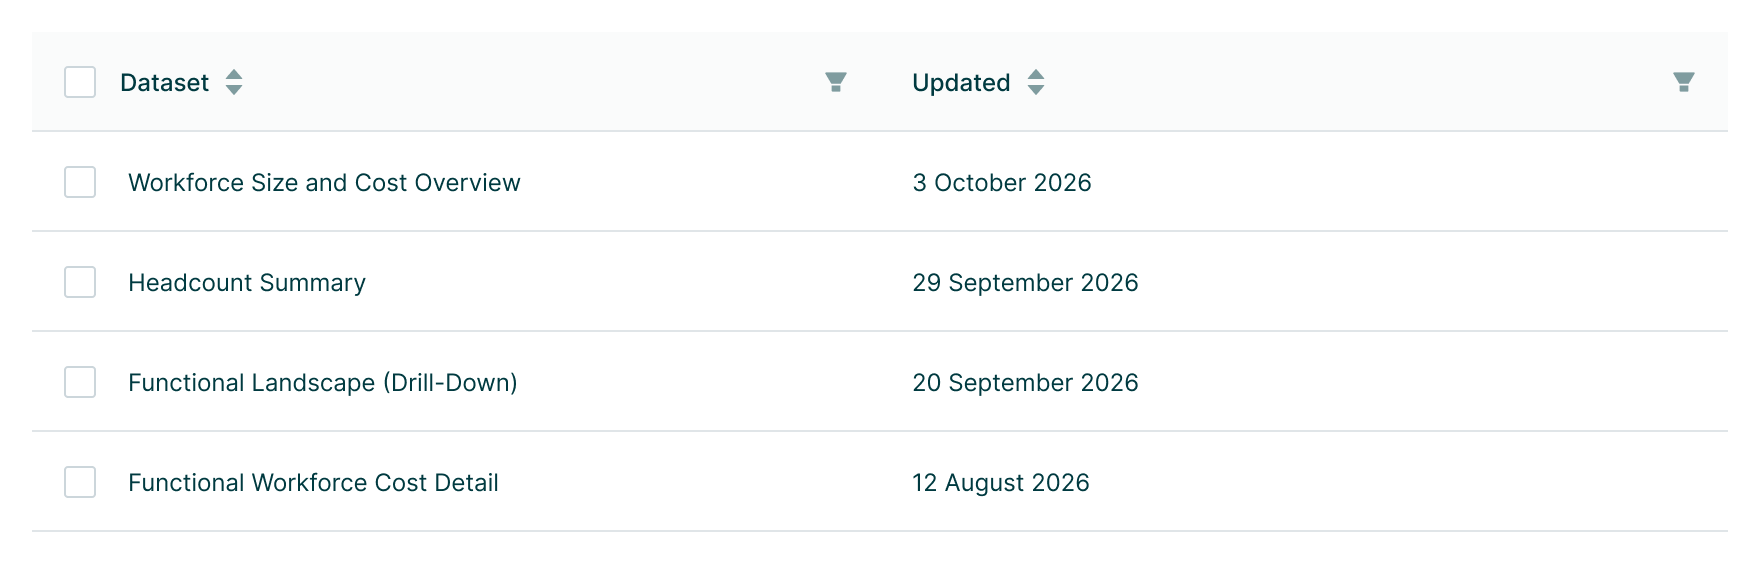 Dataset Updated
Workforce Size and Cost Overview 3 October 2026
Headcount Summary 29 September 2026
Functional Landscape (Drill-Down) 20 September 2026
Functional Workforce Cost Detail 12 August 2026